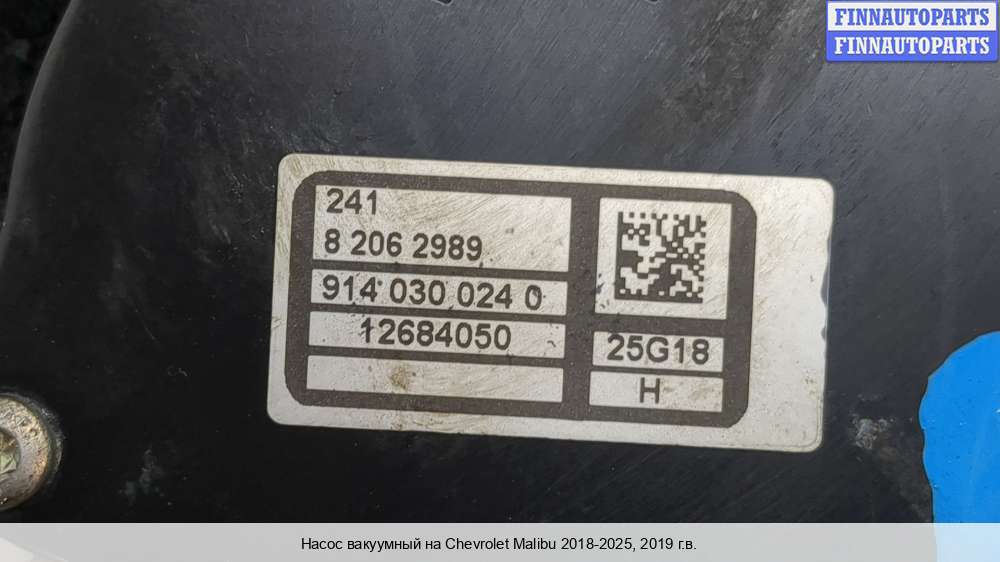 FINNAUTOPARTS
FINNAUTOPARTS
241
8 206 2989
914 030 024 0
12684050
25G18
H
Насос вакуумный на Chevrolet Malibu 2018-2025, 2019 г.в.